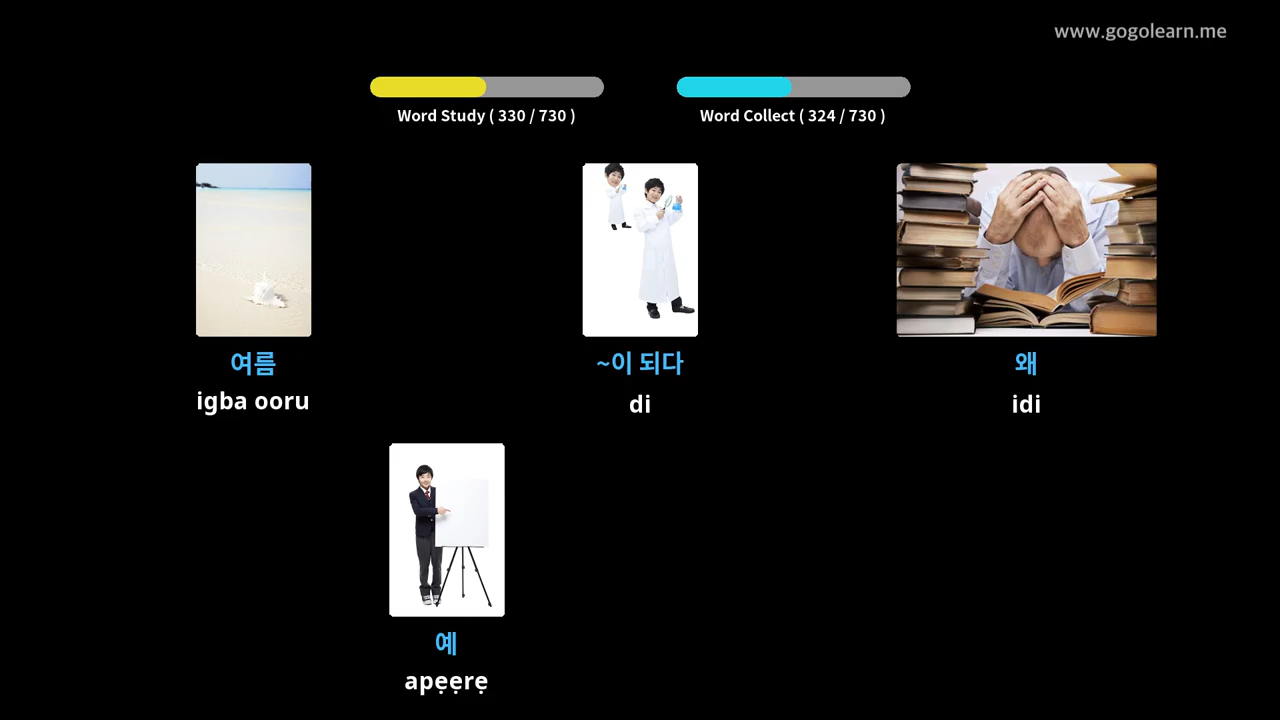 www.gogolearn.me
Word Study ( 330 / 730 )
Word Collect ( 324 / 730 )
여름
igba ooru
~이 되다
di
왜
idi
예
apẹẹrẹ